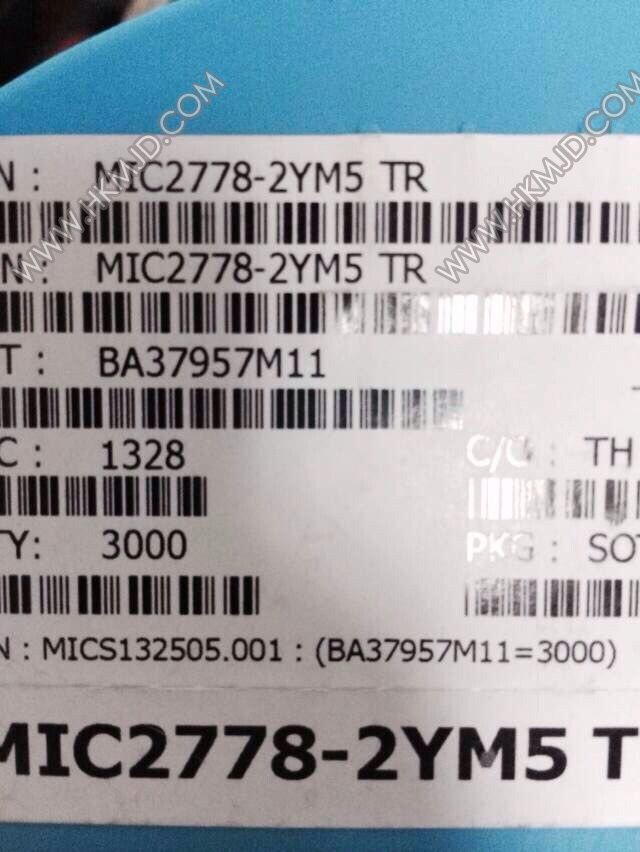 N : MIC2778-2YM5 TR
N : MIC2778-2YM5 TR
T : BA37957M11
C : 1328 C/O : TH
TY: 3000 PKG : SOT
N : MICS132505.001 : (BA37957M11=3000)
MIC2778-2YM5 T
WWW.HKMJD.COM
WWW.HKMJD.COM